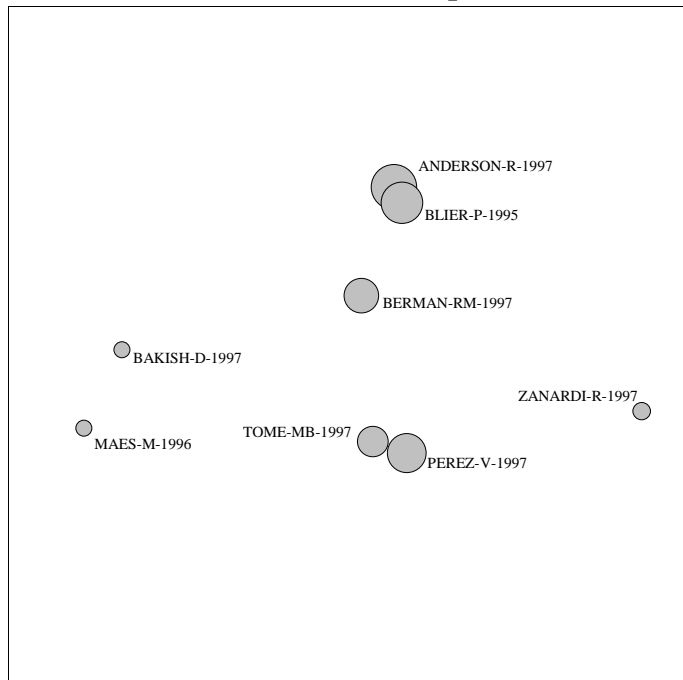 ANDERSON-R-1997
BLIER-P-1995
BERMAN-RM-1997
BAKISH-D-1997
ZANARDI-R-1997
TOME-MB-1997
MAES-M-1996
PEREZ-V-1997